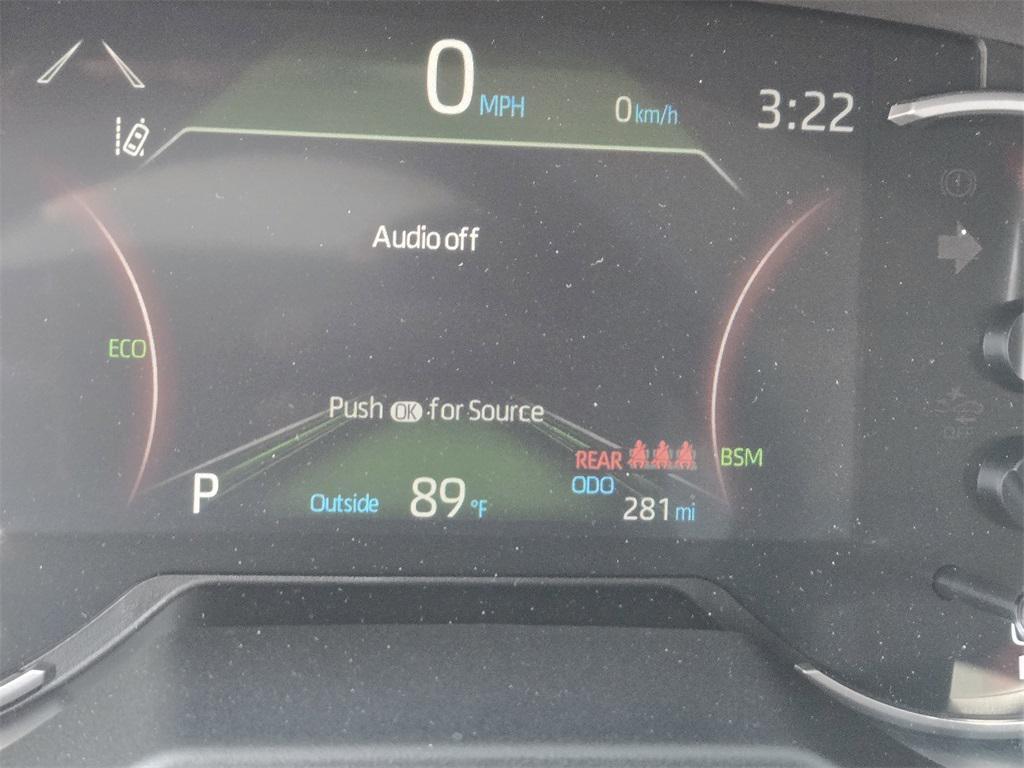 0 MPH
0 km/h
3:22
Audio off
ECO
Push OK for Source
REAR
BSM
P
Outside 89 °F
ODO
281 mi